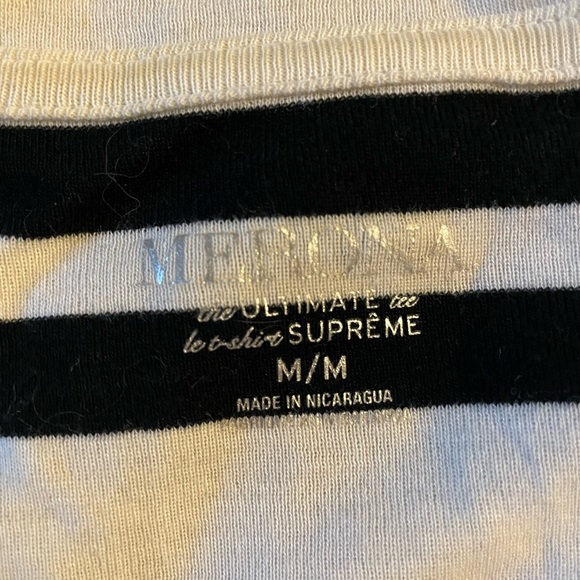 MERONA
the ULTIMATE tee
le t-shirt SUPRÊME
M/M
MADE IN NICARAGUA